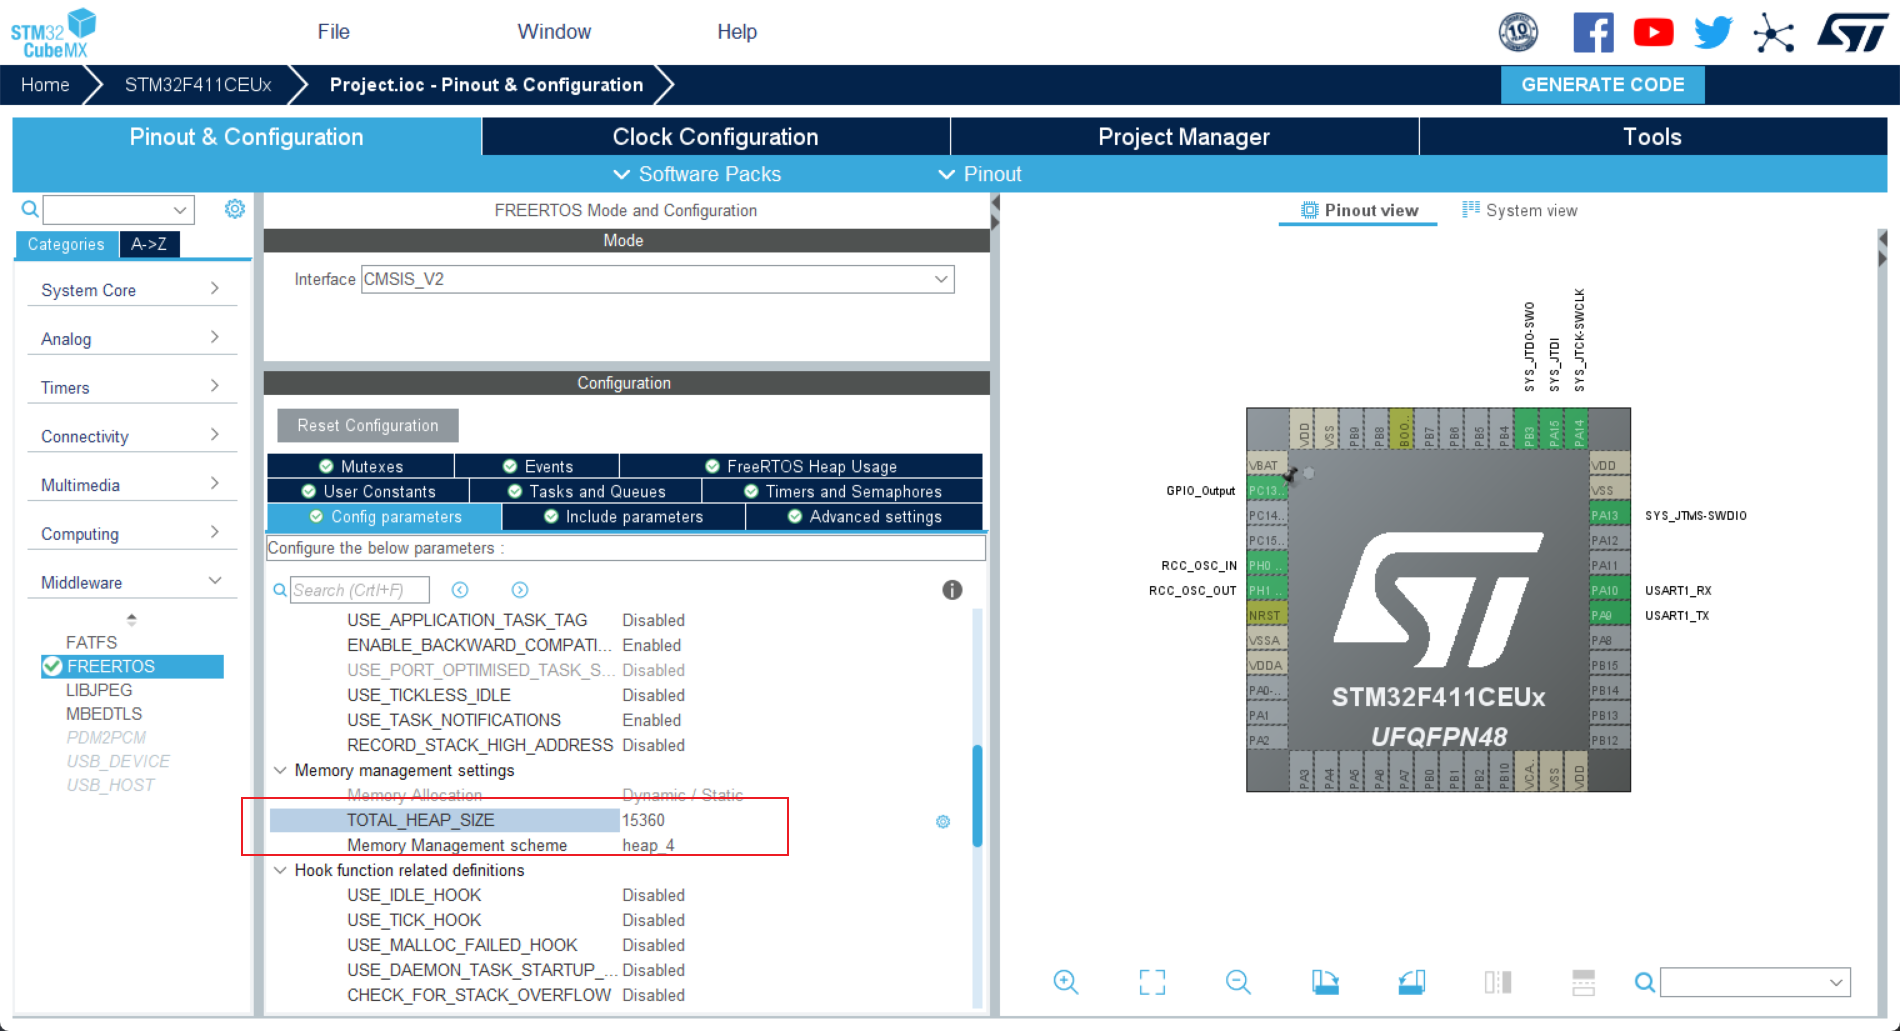 STM32
CubeMX
File
Window
Help
10
ST
Home
STM32F411CEUx
Project.ioc - Pinout & Configuration
GENERATE CODE
Pinout & Configuration
Clock Configuration
Project Manager
Tools
Software Packs
Pinout
Categories
A->Z
System Core
Analog
Timers
Connectivity
Multimedia
Computing
Middleware
FATFS
FREERTOS
LIBJPEG
MBEDTLS
PDM2PCM
USB_DEVICE
USB_HOST
FREERTOS Mode and Configuration
Mode
Interface CMSIS_V2
Configuration
Reset Configuration
Mutexes
Events
FreeRTOS Heap Usage
User Constants
Tasks and Queues
Timers and Semaphores
Config parameters
Include parameters
Advanced settings
Configure the below parameters :
Search (Crtl+F)
USE_APPLICATION_TASK_TAG Disabled
ENABLE_BACKWARD_COMPATI... Enabled
USE_PORT_OPTIMISED_TASK_S... Disabled
USE_TICKLESS_IDLE Disabled
USE_TASK_NOTIFICATIONS Enabled
RECORD_STACK_HIGH_ADDRESS Disabled
Memory management settings
Memory Allocation Dynamic / Static
TOTAL_HEAP_SIZE 15360
Memory Management scheme heap_4
Hook function related definitions
USE_IDLE_HOOK Disabled
USE_TICK_HOOK Disabled
USE_MALLOC_FAILED_HOOK Disabled
USE_DAEMON_TASK_STARTUP_... Disabled
CHECK_FOR_STACK_OVERFLOW Disabled
Pinout view
System view
SYS_JTDO-SWO
SYS_JTDI
SYS_JTCK-SWCLK
VDD
VSS
PB9
PB8
BOO..
PB7
PB6
PB5
PB4
PB3
PA15
PA14
GPIO_Output
RCC_OSC_IN
RCC_OSC_OUT
VBAT
PC13..
PC14..
PC15..
PH0 ..
PH1 ..
NRST
VSSA
VDDA
PA0-..
PA1
PA2
ST
STM32F411CEUx
UFQFPN48
VDD
VSS
PA13
PA12
PA11
PA10
PA9
PA8
PB15
PB14
PB13
PB12
SYS_JTMS-SWDIO
USART1_RX
USART1_TX
PA3
PA4
PA5
PA6
PA7
PB0
PB1
PB2
PB10
VCA..
VSS
VDD